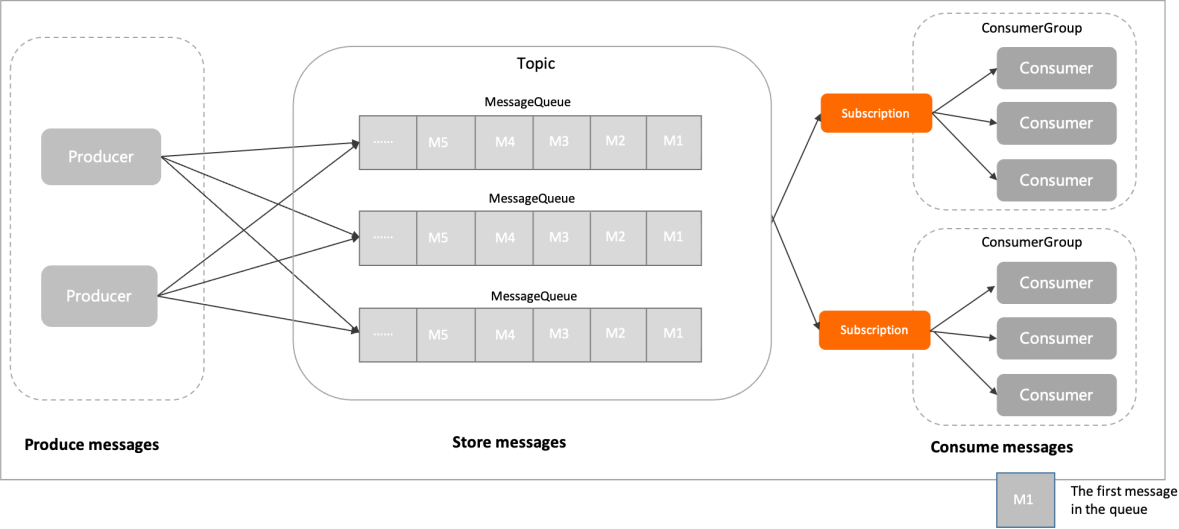 Producer
Producer
Produce messages
Topic
MessageQueue
...... M5 M4 M3 M2 M1
MessageQueue
...... M5 M4 M3 M2 M1
MessageQueue
...... M5 M4 M3 M2 M1
Store messages
Subscription
Subscription
ConsumerGroup
Consumer
Consumer
Consumer
ConsumerGroup
Consumer
Consumer
Consumer
Consume messages
M1
The first message
in the queue